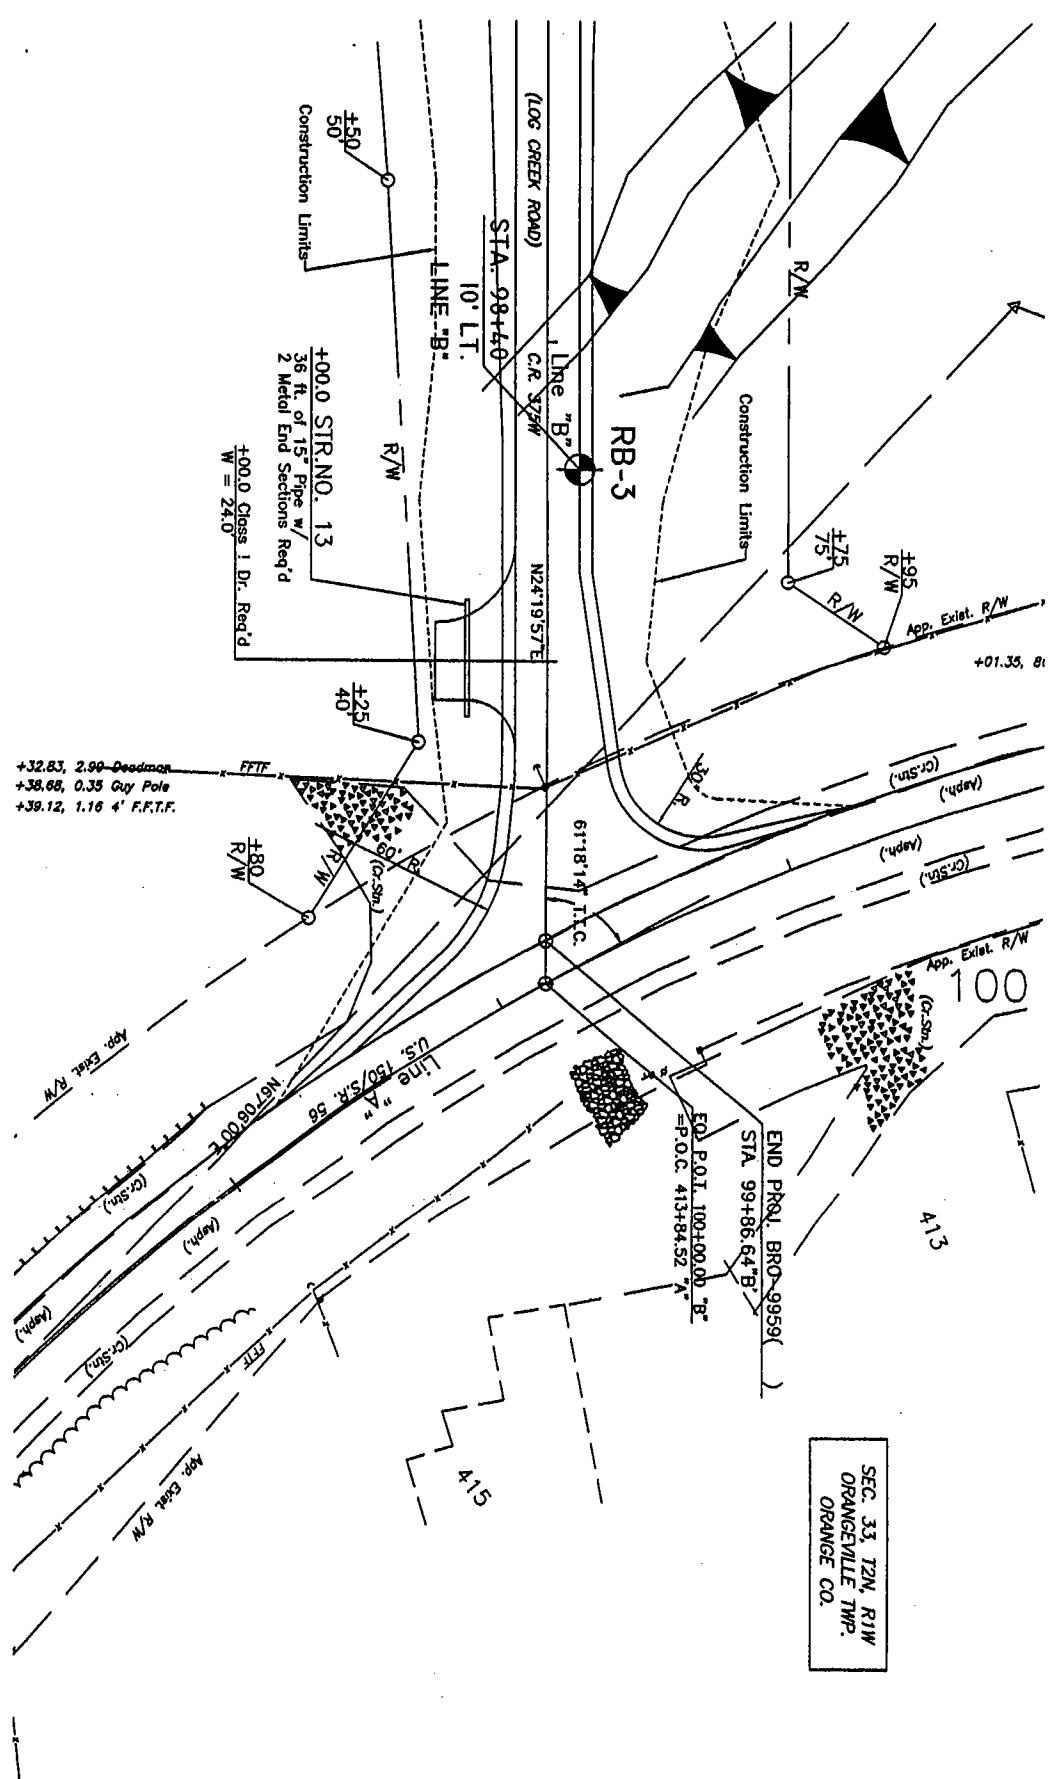 ±50
50'
Construction Limits
(LOG CREEK ROAD)
STA. 98+40
10' LT.
LINE "B"
Line "B"
C.R. 375W
RB-3
R/W
Construction Limits
±75
75'
±95
R/W
R/W
App. Exist. R/W
+01.35, 80
+00.0 STR.NO. 13
36 ft. of 15" Pipe w/
2 Metal End Sections Req'd
R/W
+00.0 Class I Dr. Req'd
W = 24.0'
N24°19'57"E
±25
40'
+32.83, 2.99 Deadman
+38.68, 0.35 Guy Pole
+39.12, 1.16 4' F.F.T.F.
FFTF
±80
R/W
R/W
60' R
(Cr.Stn.)
61°18'14" T.I.C.
(Cr.Stn.)
(Asph.)
(Asph.)
(Cr.Stn.)
App. Exist. R/W
100
(Cr.Stn.)
App. Exist. R/W
N67°06'00"E
Line "A"
U.S. 150/S.R. 56
(Cr.Stn.)
(Asph.)
(Asph.)
(Cr.Stn.)
FFTF
App. Exist. R/W
EQ. P.O.T. 100+00.00 "B"
=P.O.C. 413+84.52 "A"
END PROJ. BRO-9959( )
STA. 99+86.64"B"
413
415
SEC. 33, T2N, R1W
ORANGEVILLE TWP.
ORANGE CO.